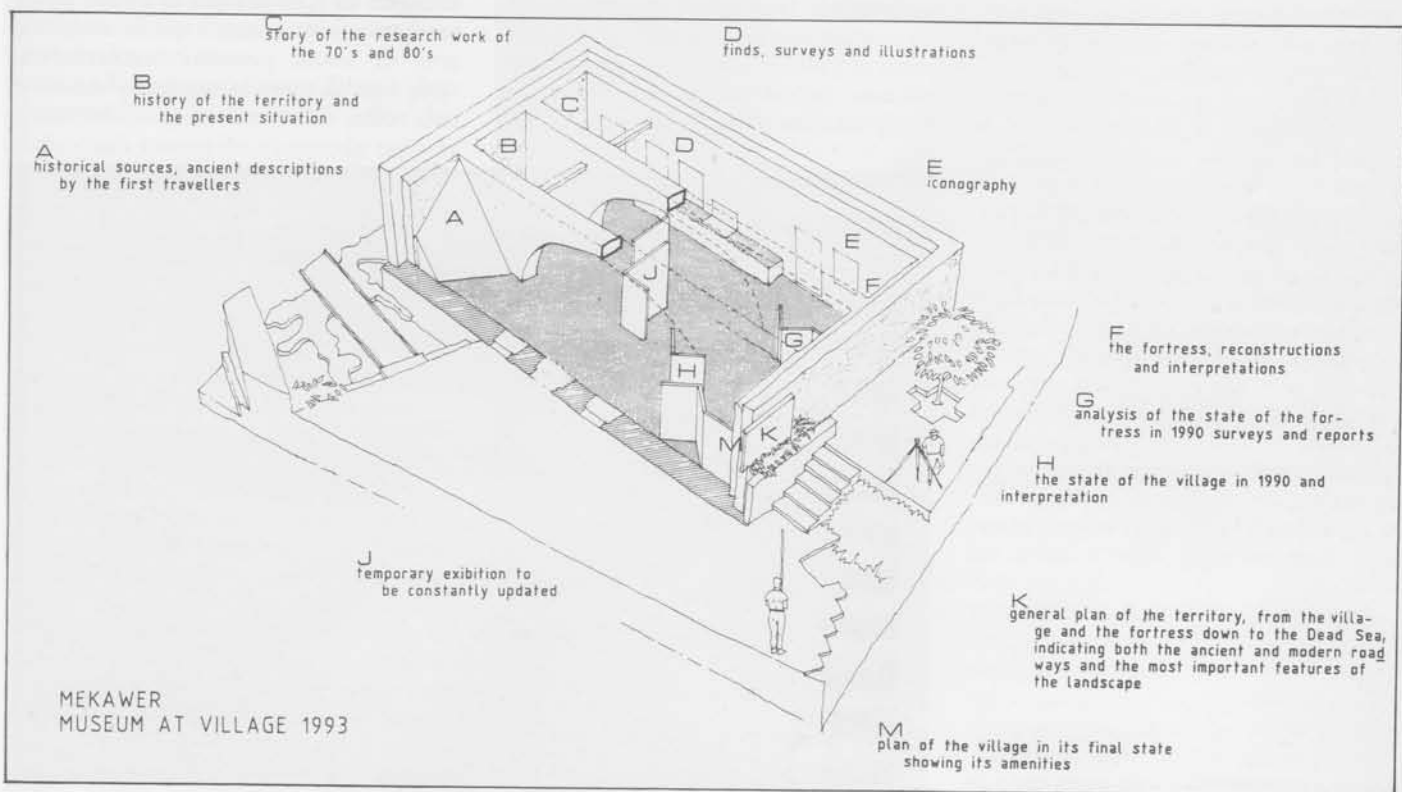 C
story of the research work of
the 70's and 80's
D
finds, surveys and illustrations
B
history of the territory and
the present situation
A
historical sources, ancient descriptions
by the first travellers
E
iconography
C
B
D
A
E
J
F
G
H
K
M
F
the fortress, reconstructions
and interpretations
G
analysis of the state of the for-
tress in 1990 surveys and reports
H
the state of the village in 1990 and
interpretation
J
temporary exibition to
be constantly updated
K
general plan of the territory, from the villa-
ge and the fortress down to the Dead Sea,
indicating both the ancient and modern road
ways and the most important features of
the landscape
MEKAWER
MUSEUM AT VILLAGE 1993
M
plan of the village in its final state
showing its amenities